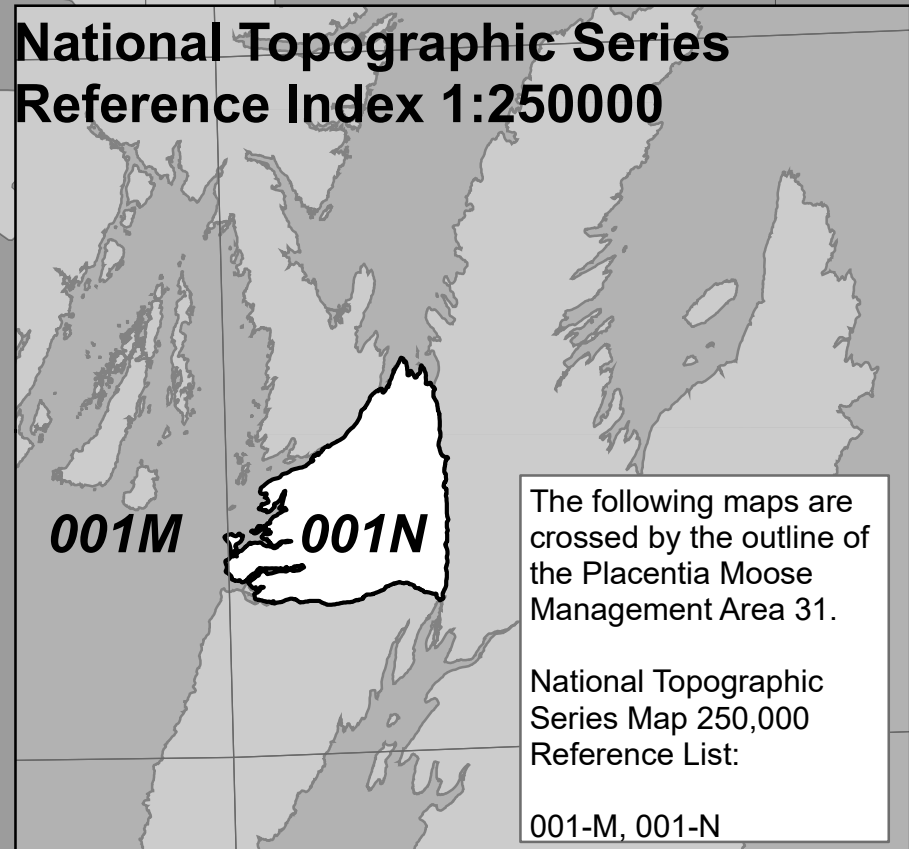 National Topographic Series
Reference Index 1:250000
001M
001N
The following maps are
crossed by the outline of
the Placentia Moose
Management Area 31.
National Topographic
Series Map 250,000
Reference List:
001-M, 001-N